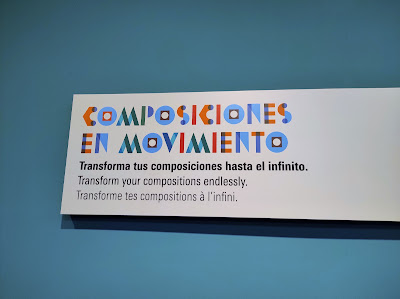 COMPOSICIONES
EN MOVIMIENTO
Transforma tus composiciones hasta el infinito.
Transform your compositions endlessly.
Transforme tes compositions à l'infini.